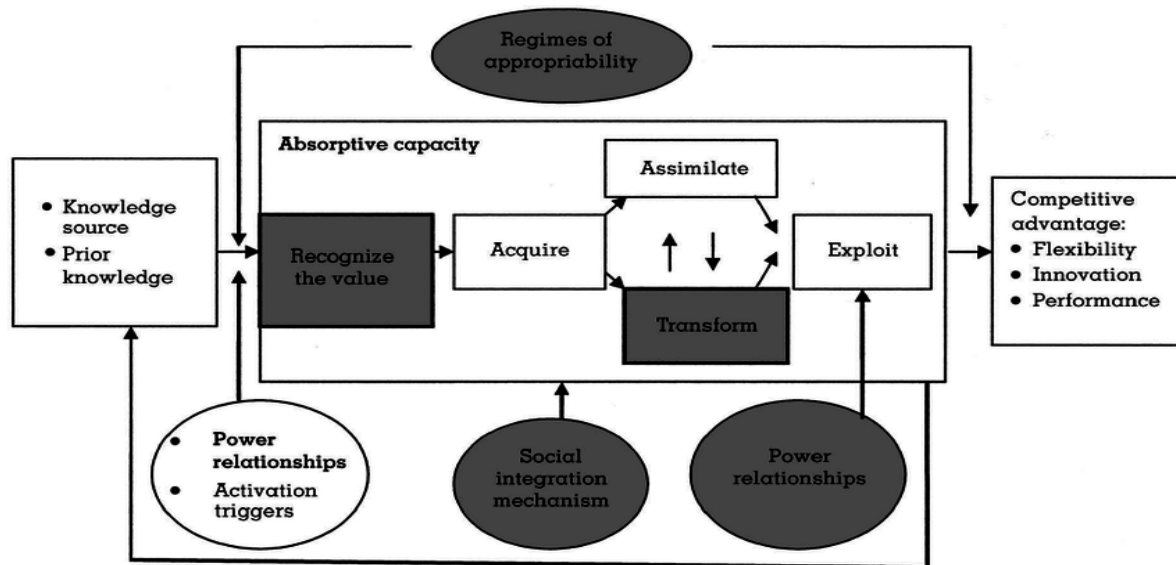 Regimes of
appropriability
Absorptive capacity
Assimilate
• Knowledge
source
• Prior
knowledge
Recognize
the value
Acquire
Exploit
Transform
Competitive
advantage:
• Flexibility
• Innovation
• Performance
• Power
relationships
• Activation
triggers
Social
integration
mechanism
Power
relationships